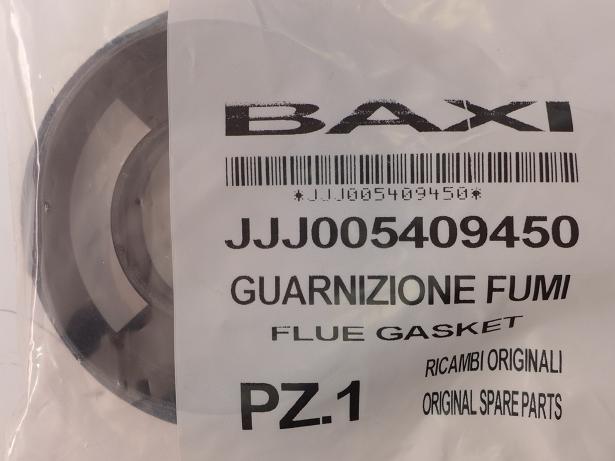 BAXI
*JJJ005409450*
JJJ005409450
GUARNIZIONE FUMI
FLUE GASKET
RICAMBI ORIGINALI
PZ.1
ORIGINAL SPARE PARTS